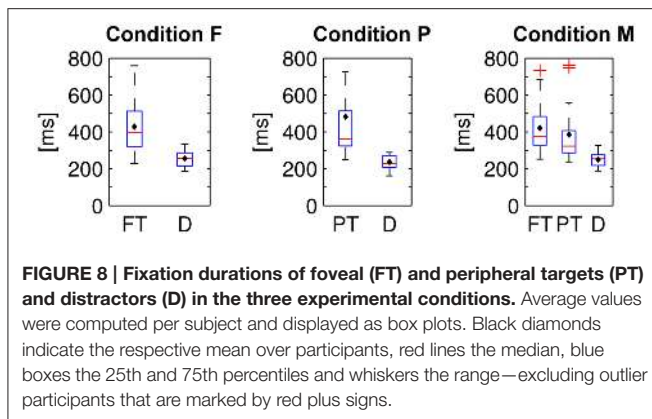 Condition F
Condition P
Condition M
800
600
400
200
0
[ms]
FT D
800
600
400
200
0
[ms]
PT D
800
600
400
200
0
[ms]
FT PT D
FIGURE 8 | Fixation durations of foveal (FT) and peripheral targets (PT)
and distractors (D) in the three experimental conditions. Average values
were computed per subject and displayed as box plots. Black diamonds
indicate the respective mean over participants, red lines the median, blue
boxes the 25th and 75th percentiles and whiskers the range—excluding outlier
participants that are marked by red plus signs.